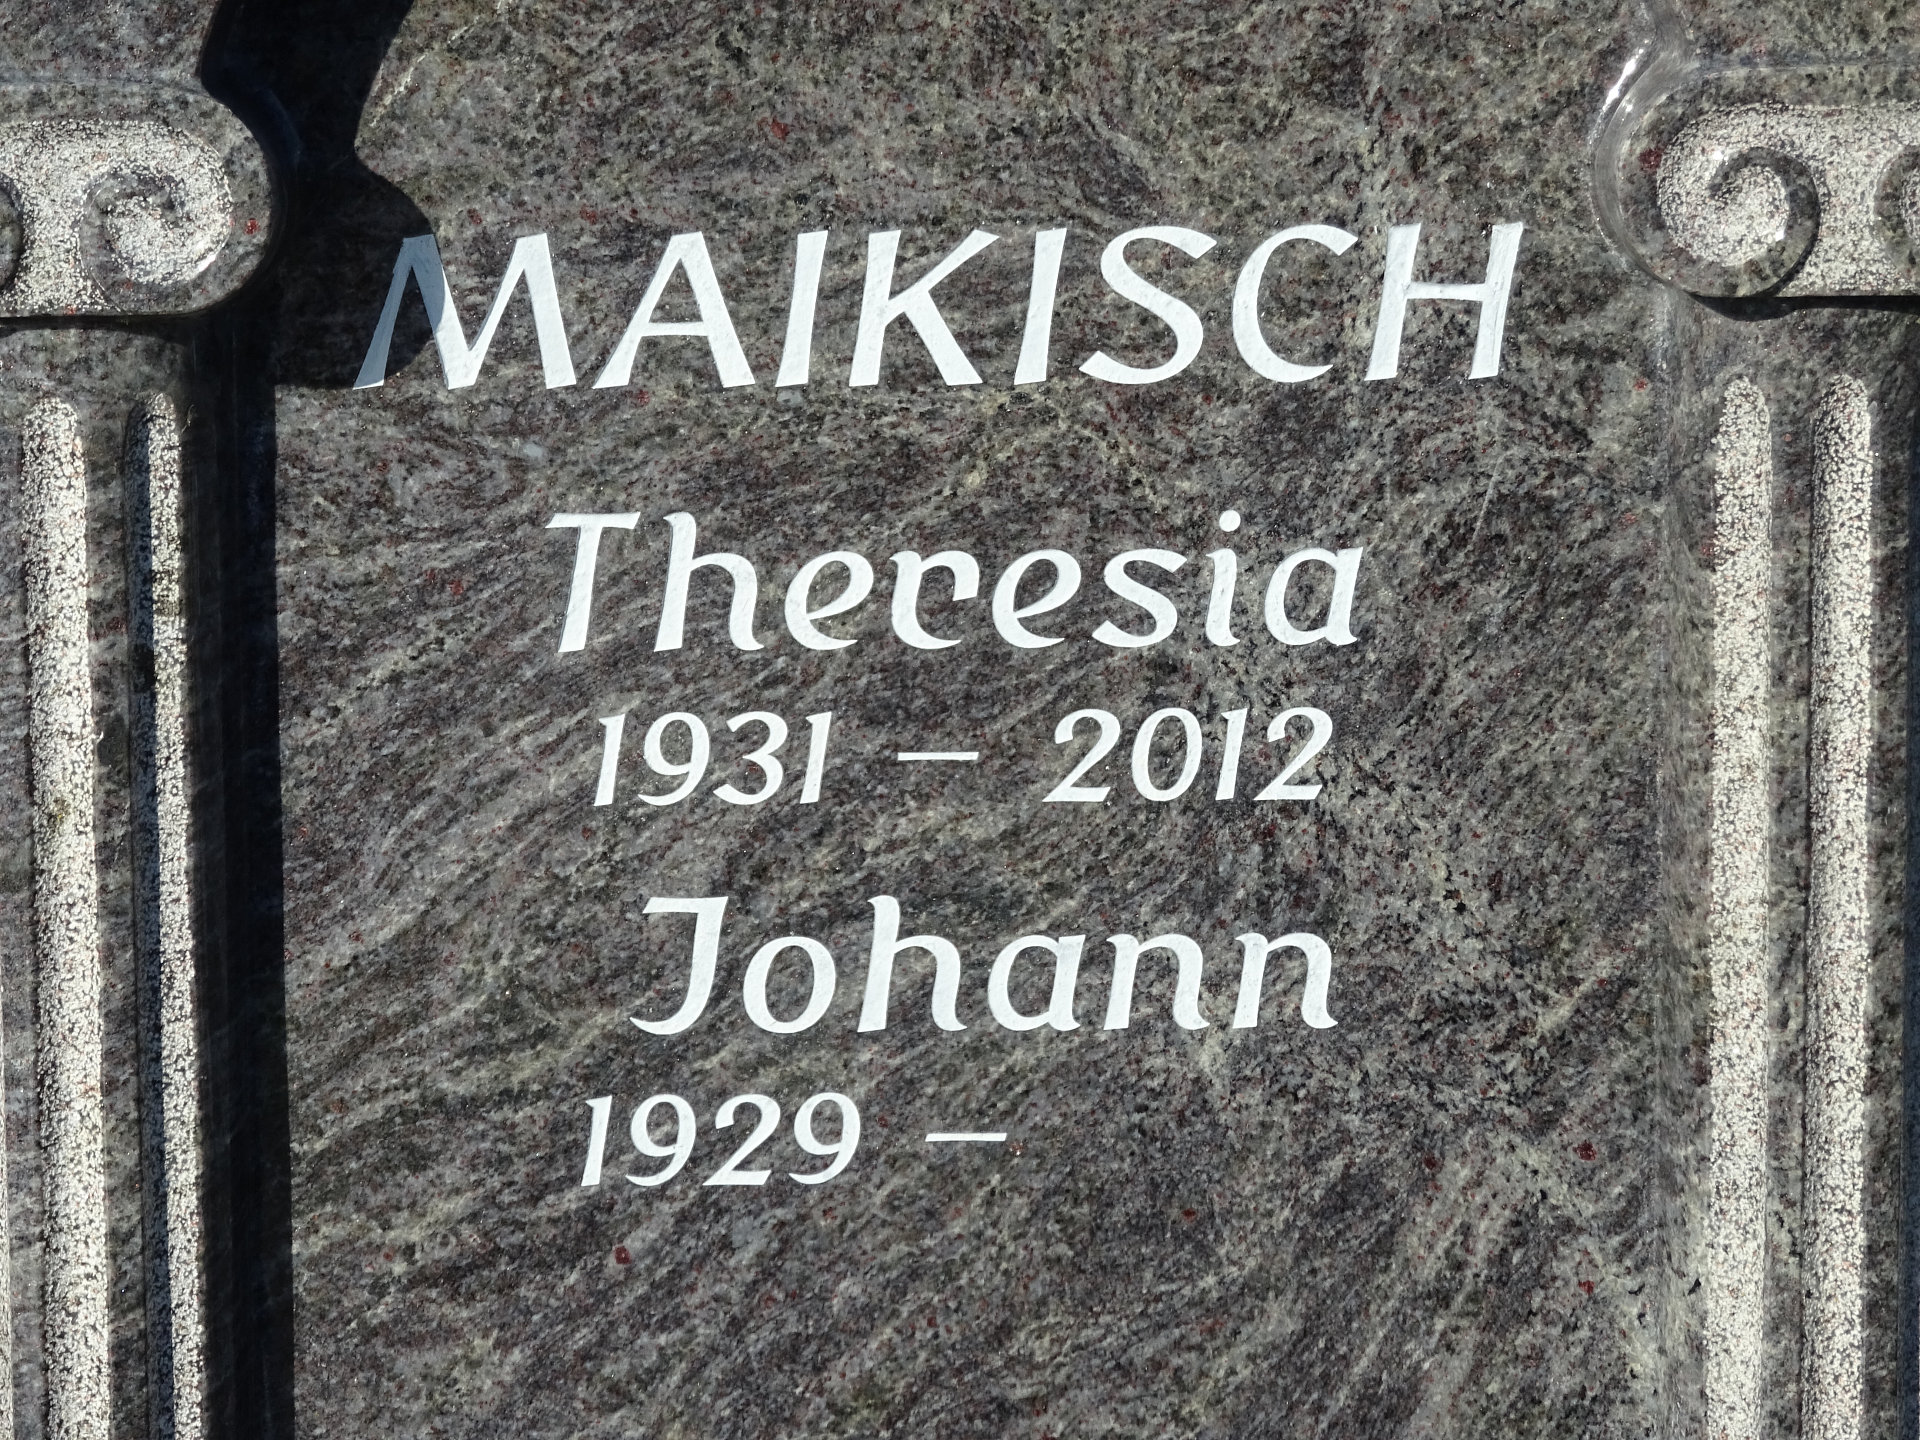 MAIKISCH
Theresia
1931 – 2012
Johann
1929 –